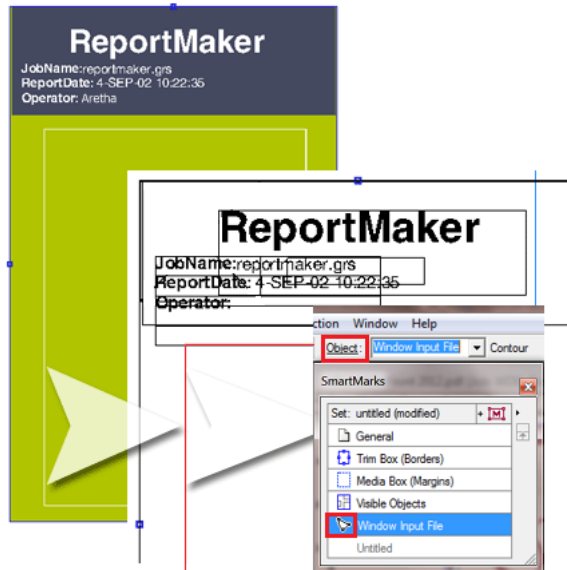 ReportMaker
JobName:reportmaker.grs
ReportDate: 4-SEP-02 10:22:35
Operator: Aretha
ReportMaker
JobName:reportmaker.grs
ReportDate: 4-SEP-02 10:22:35
Operator:
ction Window Help
Object: Window Input File Contour
SmartMarks
Set: untitled (modified)
General
Trim Box (Borders)
Media Box (Margins)
Visible Objects
Window Input File
Untitled